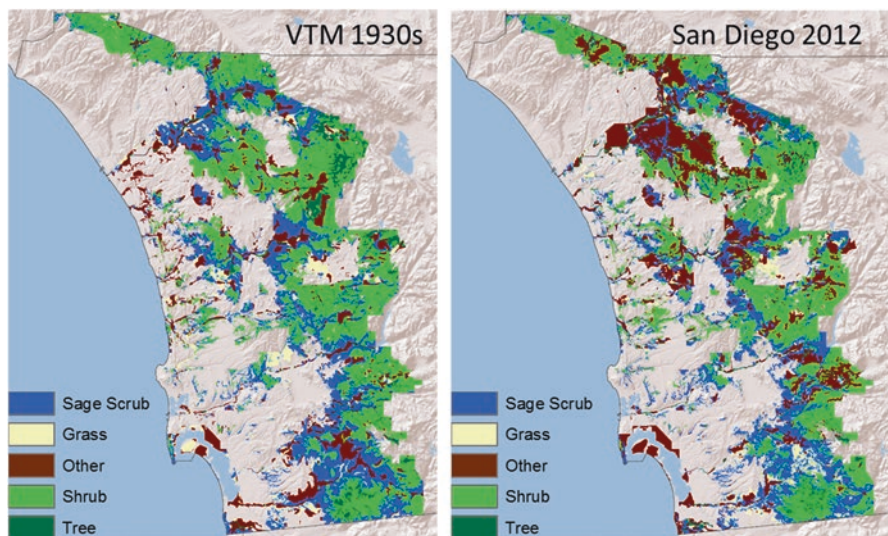 VTM 1930s
Sage Scrub
Grass
Other
Shrub
Tree
San Diego 2012
Sage Scrub
Grass
Other
Shrub
Tree